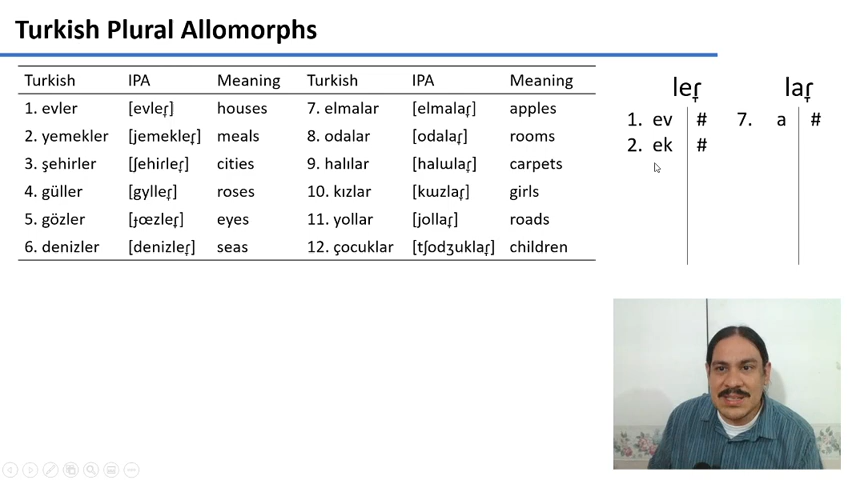 Turkish Plural Allomorphs
Turkish IPA Meaning Turkish IPA Meaning
1. evler [evleɾ̞] houses 7. elmalar [elmalaɾ̞] apples
2. yemekler [jemekleɾ̞] meals 8. odalar [odalaɾ̞] rooms
3. şehirler [ʃehiɾleɾ̞] cities 9. halılar [halɯlaɾ̞] carpets
4. güller [gylleɾ̞] roses 10. kızlar [kɯzlaɾ̞] girls
5. gözler [ɟœzleɾ̞] eyes 11. yollar [jollaɾ̞] roads
6. denizler [denizleɾ̞] seas 12. çocuklar [tʃodʒuklaɾ̞] children
leɾ̞ laɾ̞
1. ev # 7. a #
2. ek #